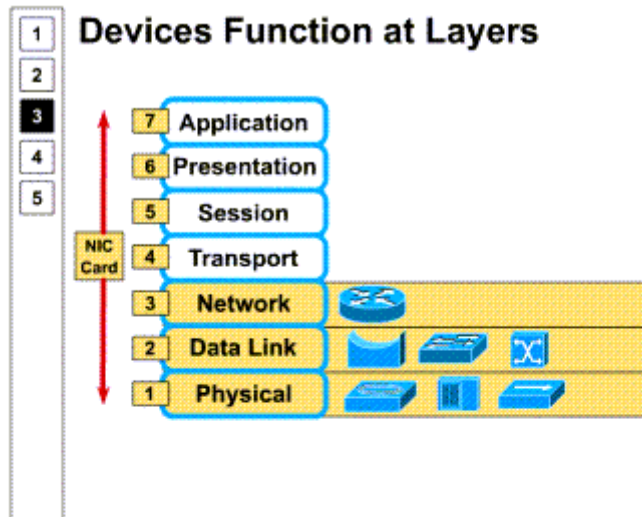 Devices Function at Layers
1
2
3
4
5
7 Application
6 Presentation
5 Session
NIC Card
4 Transport
3 Network
2 Data Link
1 Physical